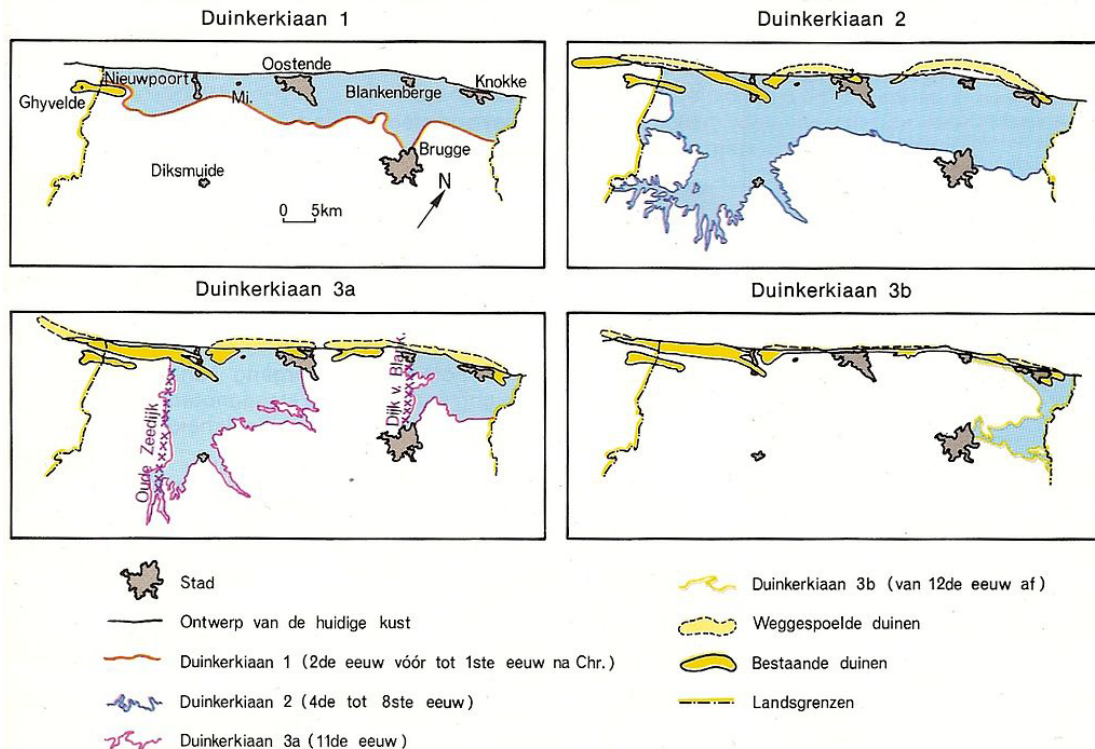 Duinkerkiaan 1
Duinkerkiaan 2
Nieuwpoort
Oostende
Knokke
Ghyvelde
Mi.
Blankenberge
Diksmuide
Brugge
N
0 5km
Duinkerkiaan 3a
Duinkerkiaan 3b
Oude Zeedijk
Dijk v. Blank.
Stad
Ontwerp van de huidige kust
Duinkerkiaan 1 (2de eeuw vóór tot 1ste eeuw na Chr.)
Duinkerkiaan 2 (4de tot 8ste eeuw)
Duinkerkiaan 3a (11de eeuw)
Duinkerkiaan 3b (van 12de eeuw af)
Weggespoelde duinen
Bestaande duinen
Landsgrenzen